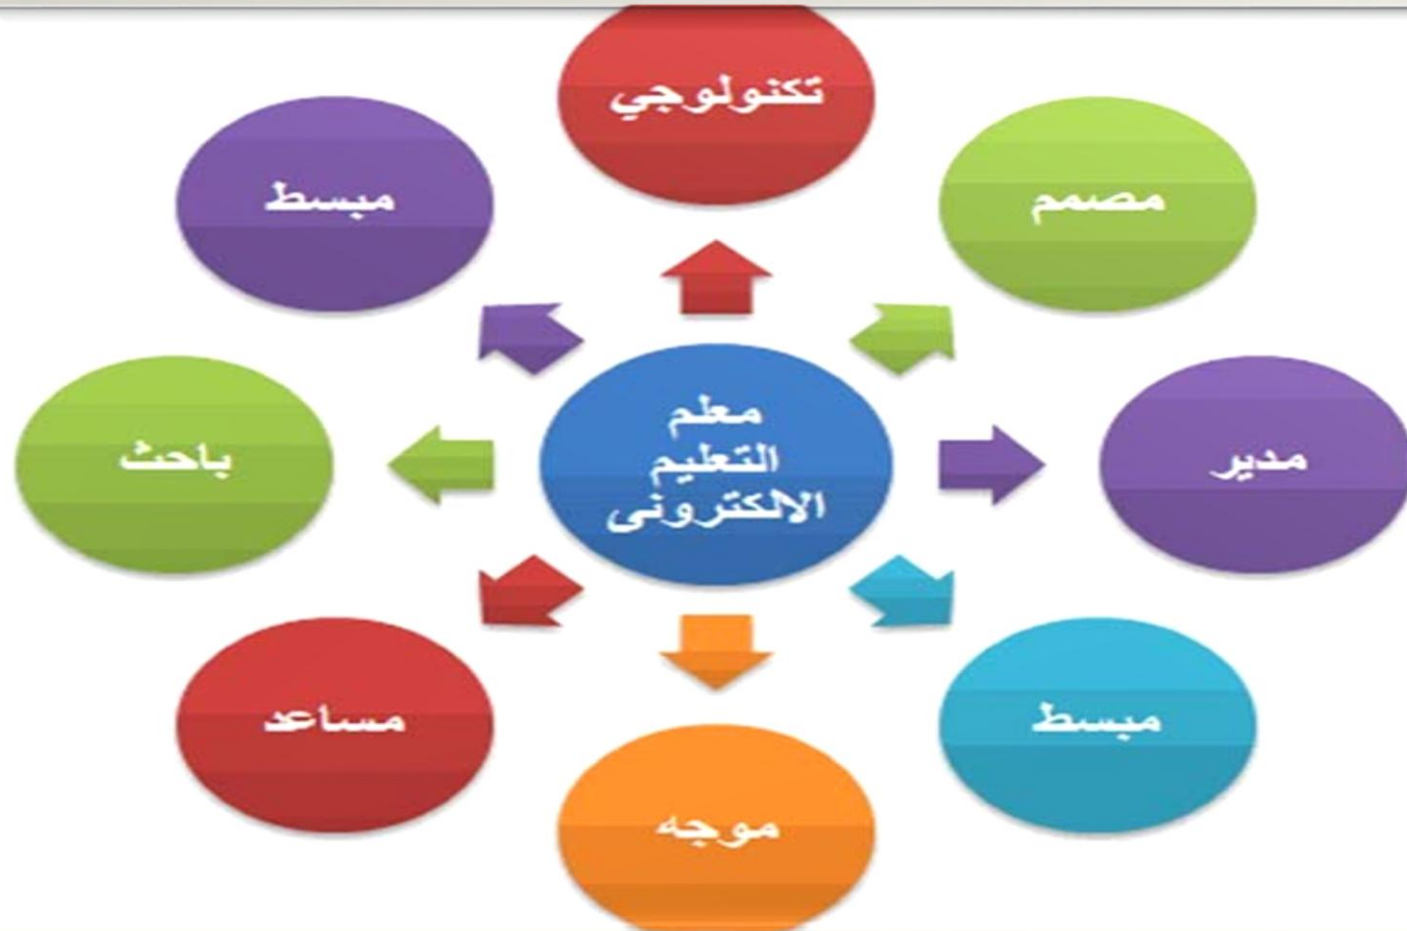 تكنولوجي
مصمم
مبسط
معلم
التعليم
الالكترونى
مدير
باحث
مبسط
مساعد
موجه